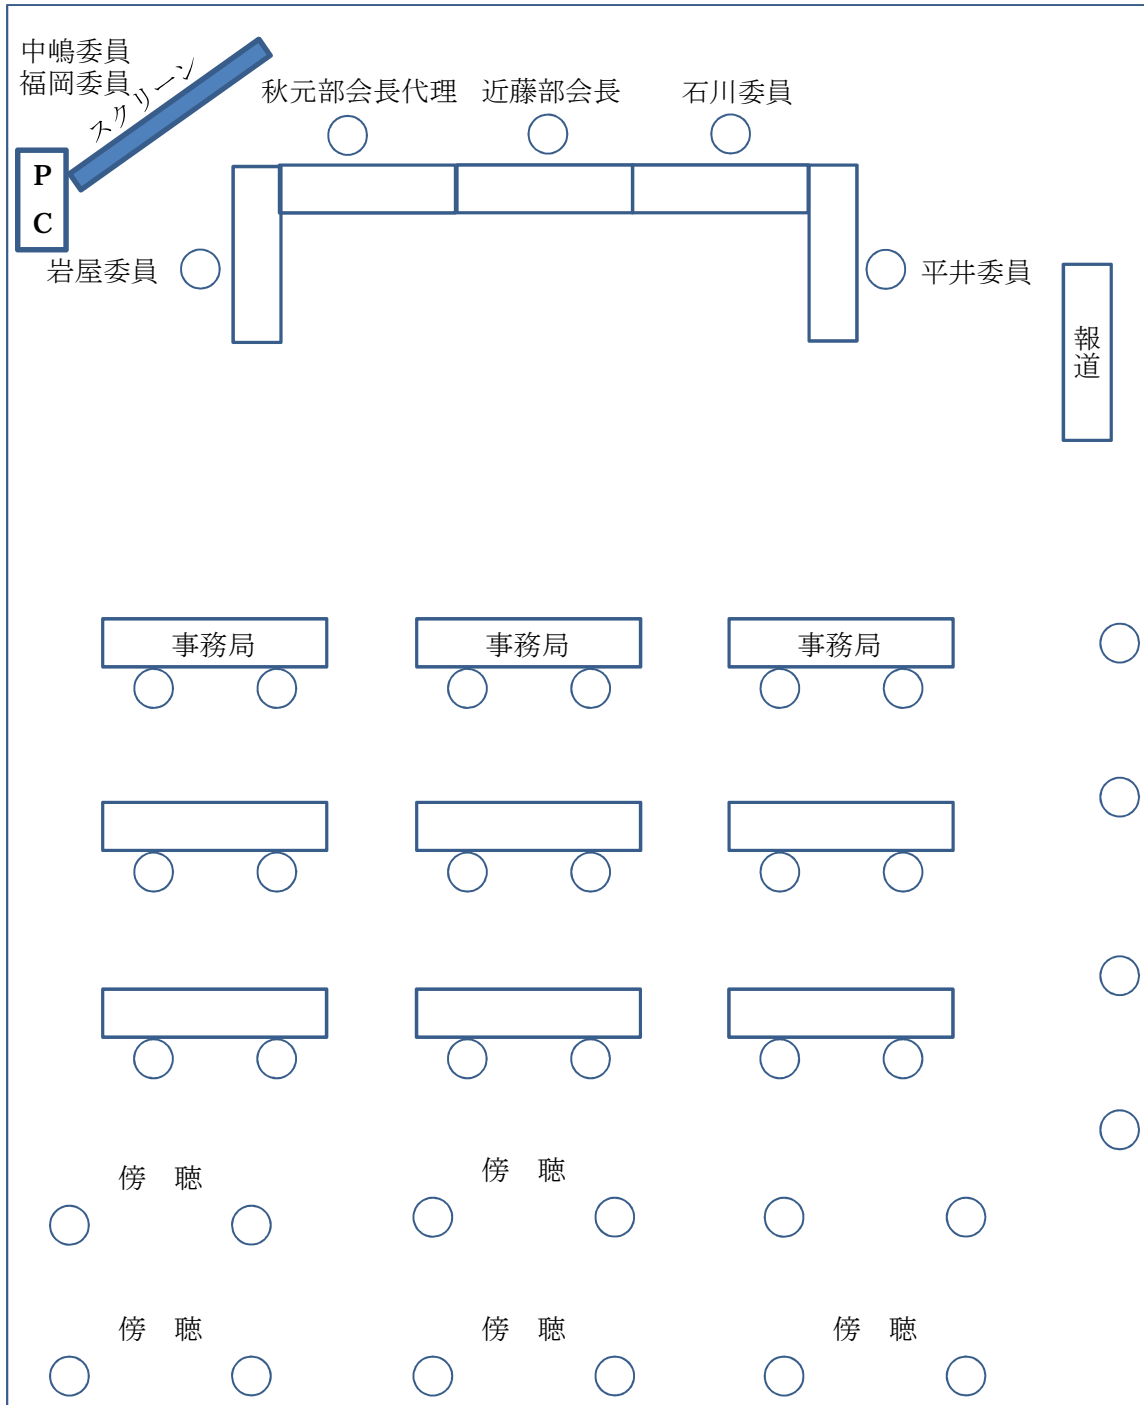 中嶋委員
福岡委員
スクリーン
秋元部会長代理
近藤部会長
石川委員
P
C
岩屋委員
平井委員
報道
事務局
事務局
事務局
傍　聴
傍　聴
傍　聴
傍　聴
傍　聴